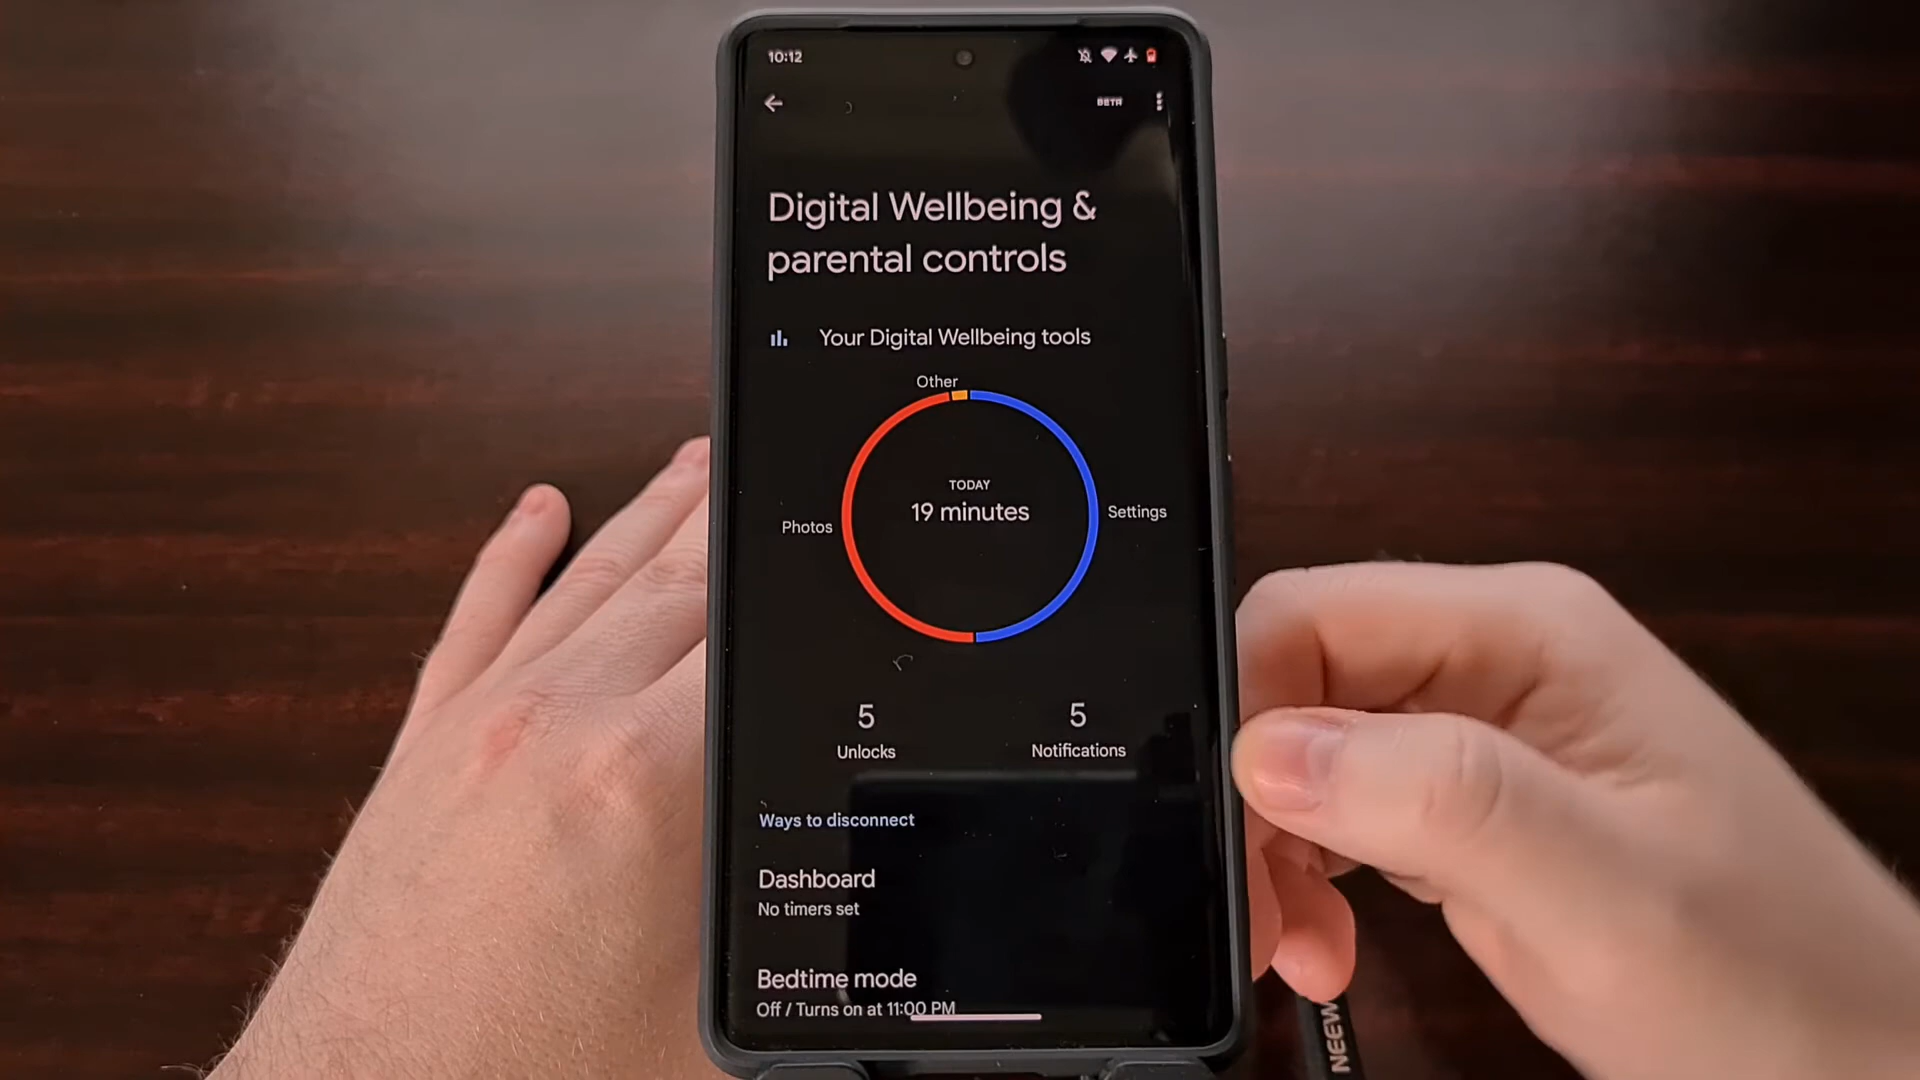 10:12
BETA
Digital Wellbeing &
parental controls
Your Digital Wellbeing tools
Other
TODAY
19 minutes
Photos
Settings
5
Unlocks
5
Notifications
Ways to disconnect
Dashboard
No timers set
Bedtime mode
Off / Turns on at 11:00 PM
NEEW